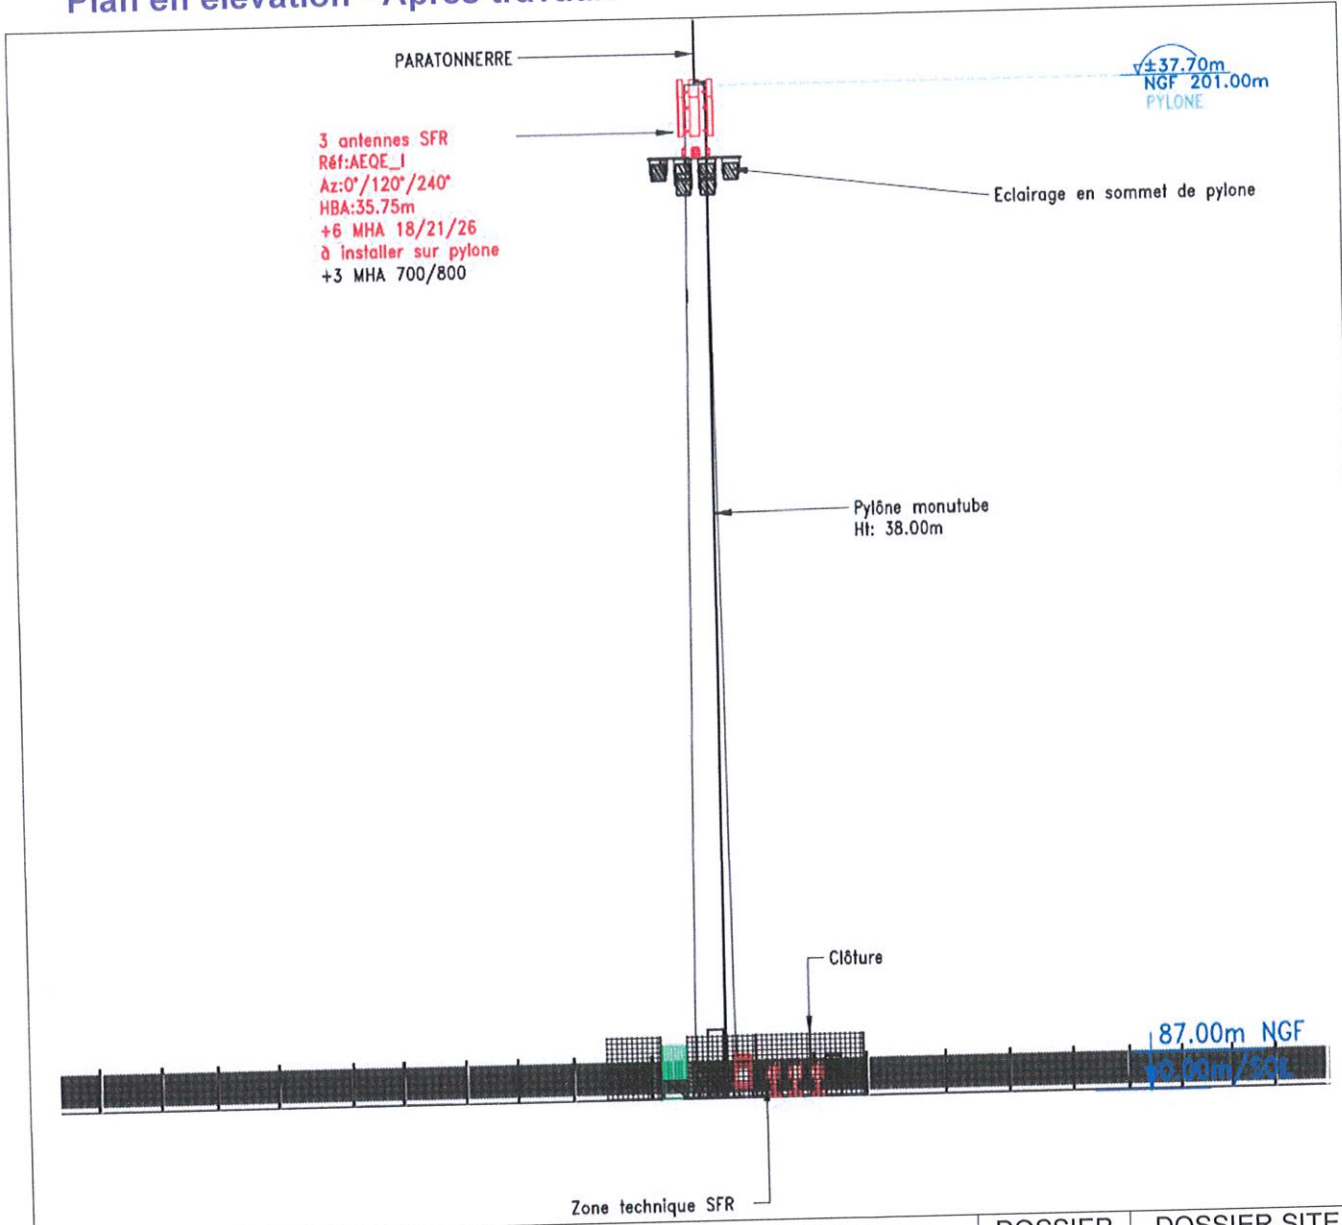 Plan en élévation - Après travaux
PARATONNERRE
±37.70m
NGF 201.00m
PYLONE
3 antennes SFR
Réf:AEQE_I
Az:0°/120°/240°
HBA:35.75m
+6 MHA 18/21/26
à installer sur pylone
+3 MHA 700/800
Eclairage en sommet de pylone
Pylône monutube
Ht: 38.00m
Clôture
87.00m NGF
0.00m/SOL
Zone technique SFR
DOSSIER
DOSSIER SITE